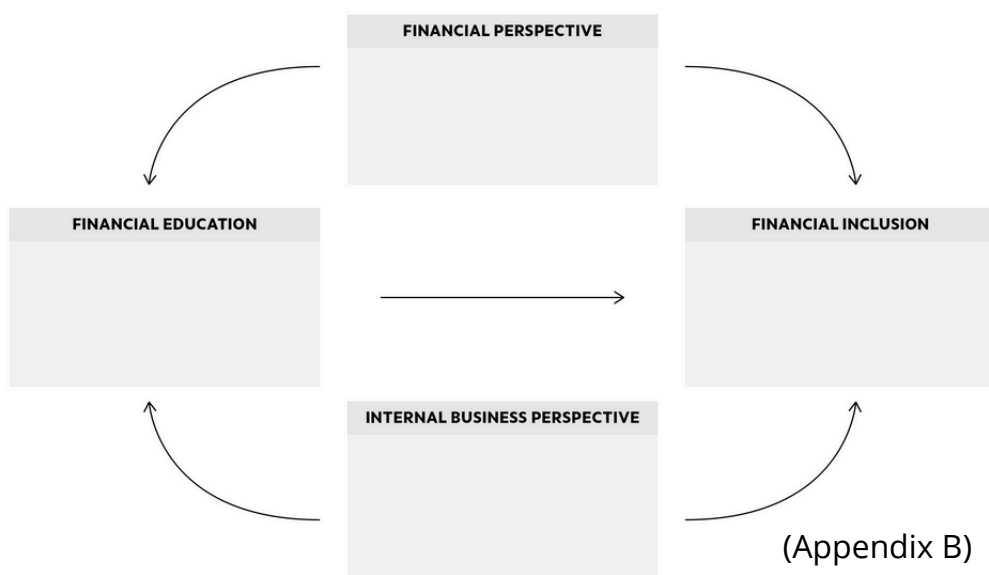 FINANCIAL PERSPECTIVE
FINANCIAL EDUCATION
FINANCIAL INCLUSION
INTERNAL BUSINESS PERSPECTIVE
(Appendix B)